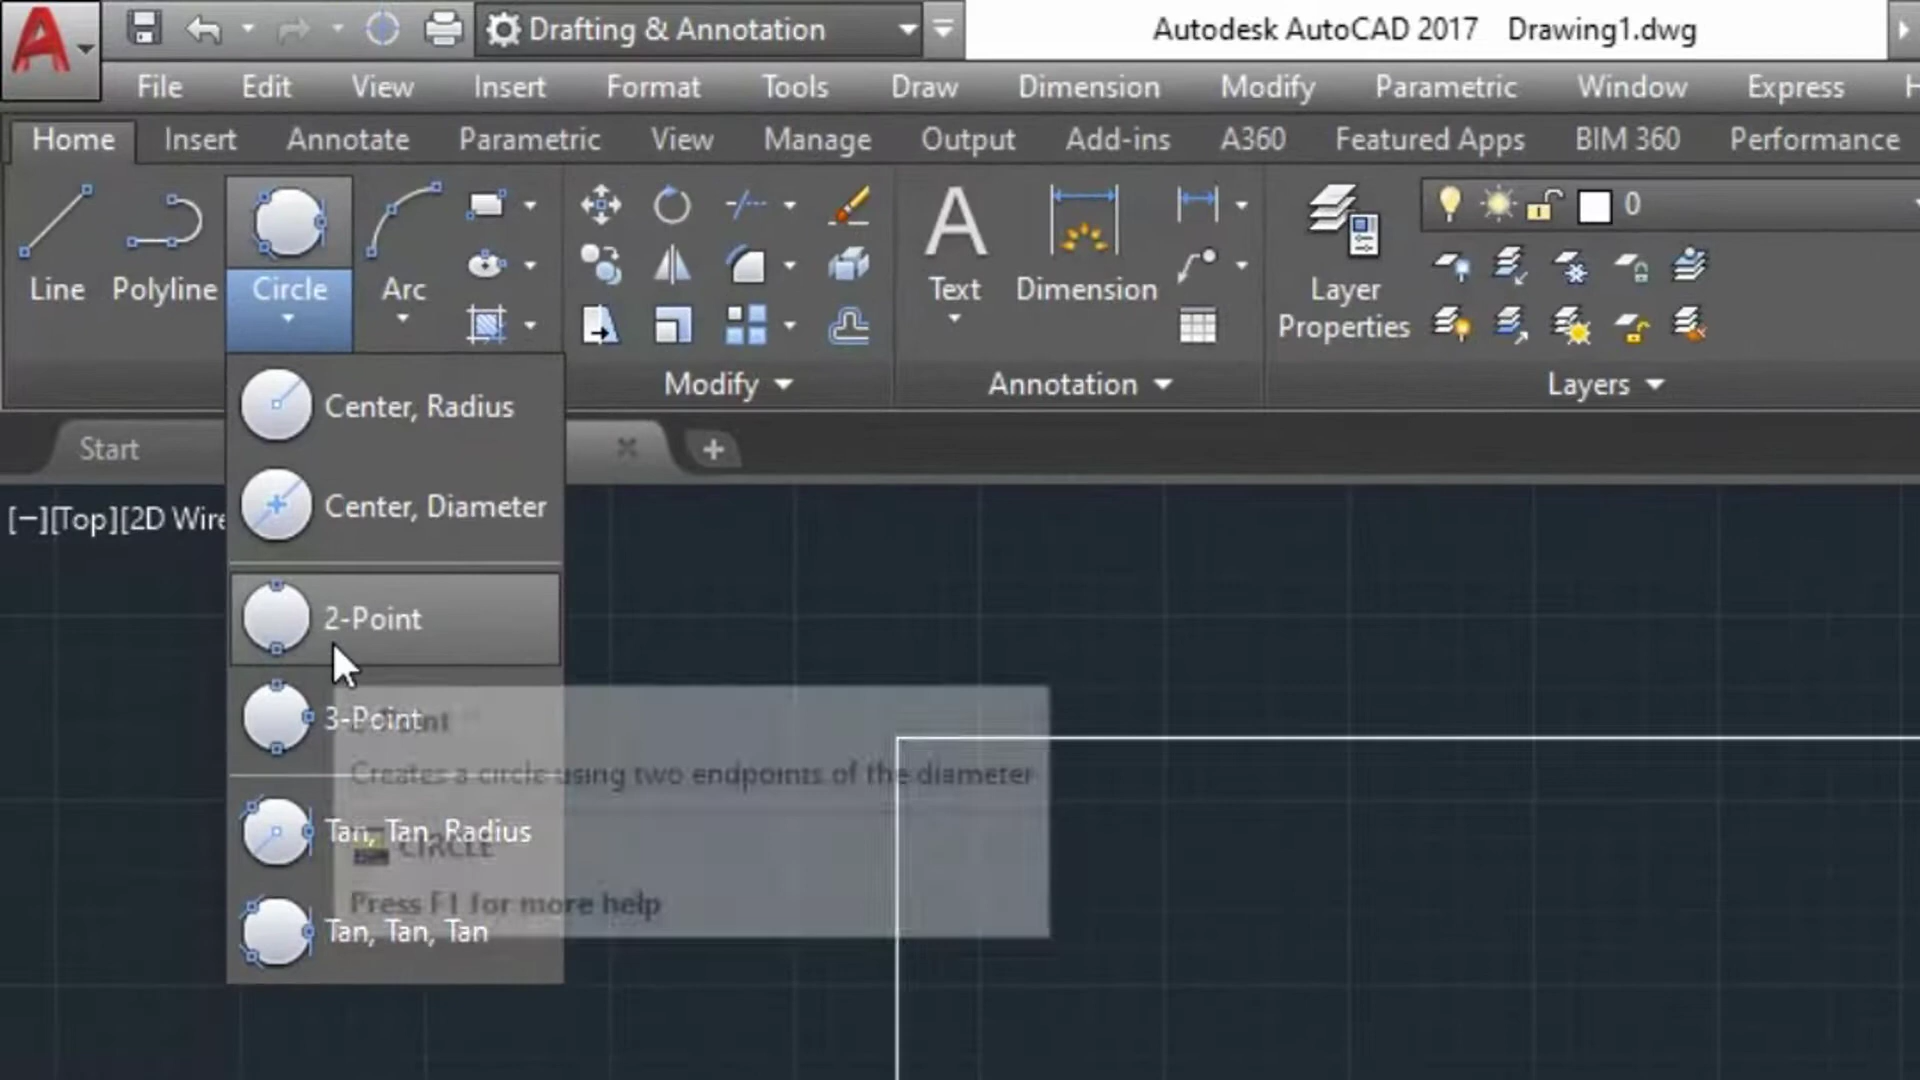 Drafting & Annotation
Autodesk AutoCAD 2017 Drawing1.dwg
File Edit View Insert Format Tools Draw Dimension Modify Parametric Window Express
Home Insert Annotate Parametric View Manage Output Add-ins A360 Featured Apps BIM 360 Performance
0
Line Polyline Circle Arc Text Dimension Layer Properties
Modify Annotation Layers
Start
[−][Top][2D Wire
Center, Radius
Center, Diameter
2-Point
3-Point
Creates a circle using two endpoints of the diameter
Tan, Tan, Radius
CIRCLE
Press F1 for more help
Tan, Tan, Tan